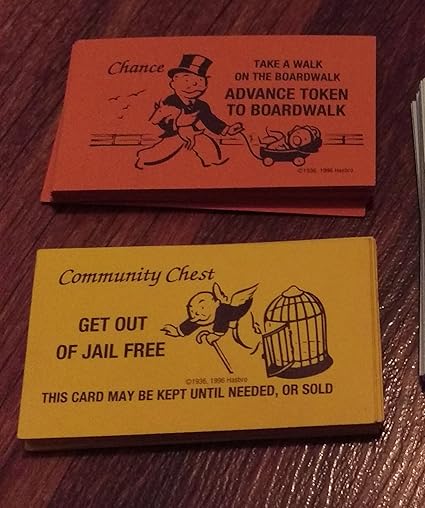 Chance
TAKE A WALK
ON THE BOARDWALK
ADVANCE TOKEN
TO BOARDWALK
©1936, 1996 Hasbro
Community Chest
GET OUT
OF JAIL FREE
©1936, 1996 Hasbro
THIS CARD MAY BE KEPT UNTIL NEEDED, OR SOLD